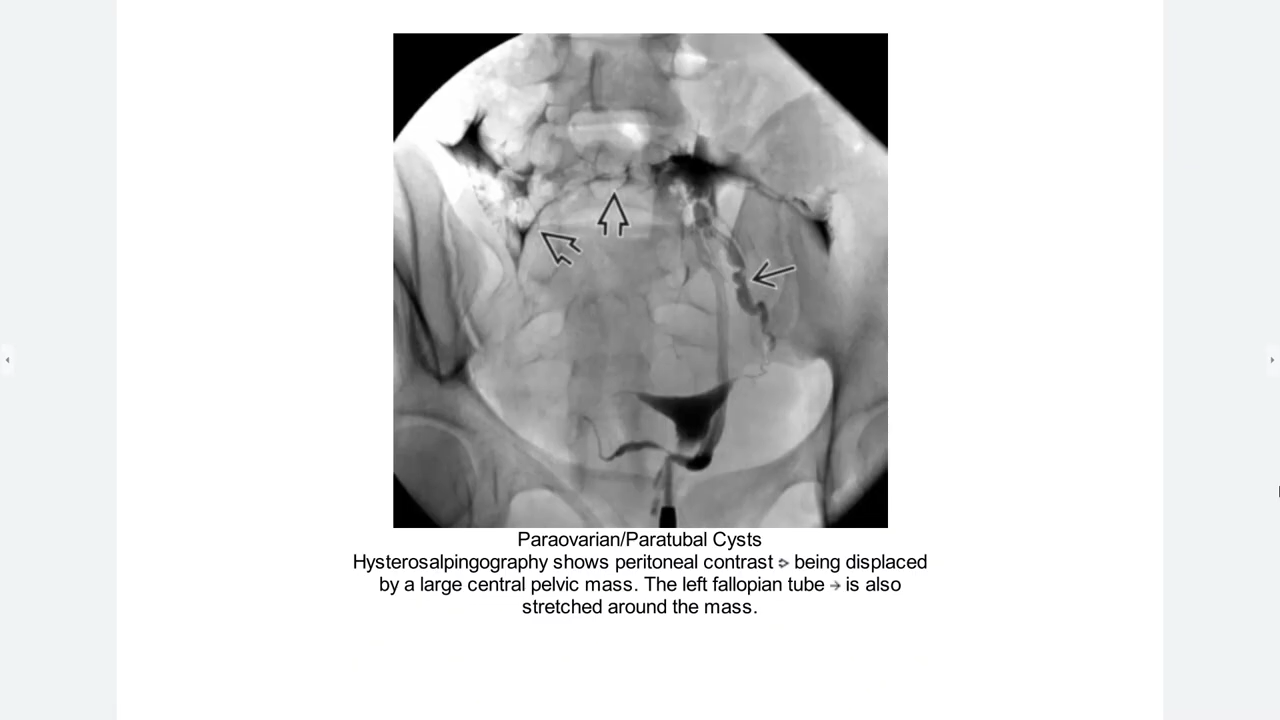 Paraovarian/Paratubal Cysts
Hysterosalpingography shows peritoneal contrast ⇨ being displaced
by a large central pelvic mass. The left fallopian tube → is also
stretched around the mass.